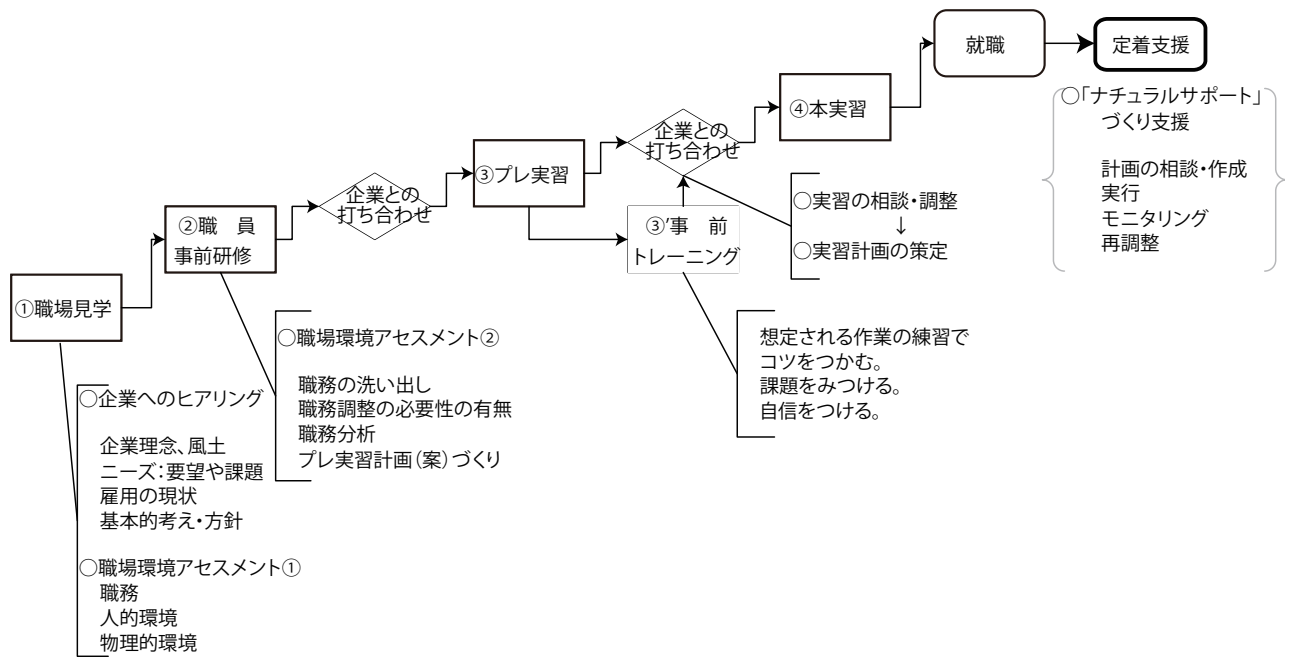 ①職場見学
○企業へのヒアリング
企業理念、風土
ニーズ：要望や課題
雇用の現状
基本的考え・方針
○職場環境アセスメント①
職務
人的環境
物理的環境
②職　員
事前研修
○職場環境アセスメント②
職務の洗い出し
職務調整の必要性の有無
職務分析
プレ実習計画（案）づくり
企業との
打ち合わせ
③プレ実習
③'事　前
トレーニング
想定される作業の練習で
コツをつかむ。
課題をみつける。
自信をつける。
企業との
打ち合わせ
○実習の相談・調整
↓
○実習計画の策定
④本実習
就職
定着支援
○「ナチュラルサポート」
づくり支援
計画の相談・作成
実行
モニタリング
再調整